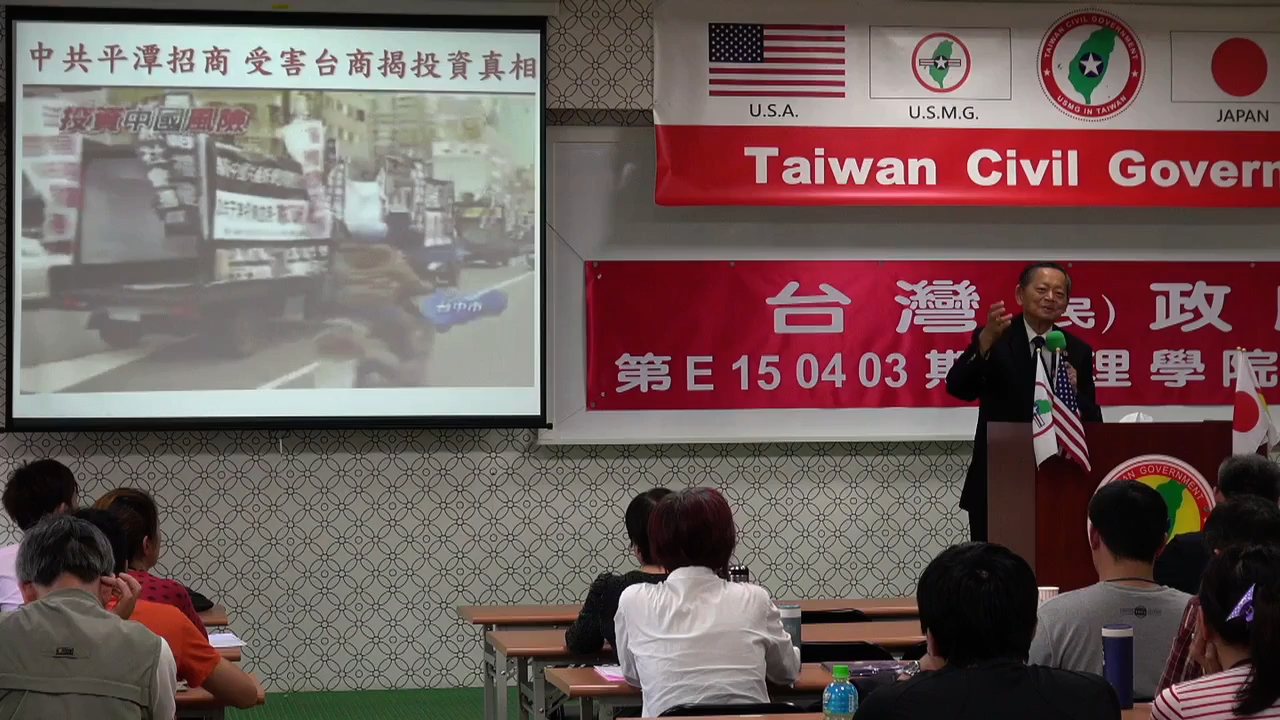 中共平潭招商 受害台商揭投資真相
投資中國風險
台中市
U.S.A.
U.S.M.G.
TAIWAN CIVIL GOVERNMENT
USMG IN TAIWAN
JAPAN
Taiwan Civil Govern
台灣 民) 政
第E 15 04 03 期 理學院
GOVERNMENT